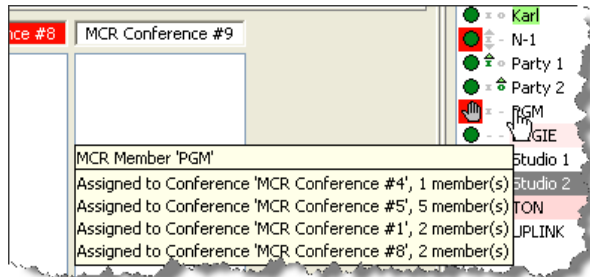 nce #8
MCR Conference #9
Karl
N-1
Party 1
Party 2
PGM
GIE
Studio 1
Studio 2
TON
UPLINK
MCR Member 'PGM'
Assigned to Conference 'MCR Conference #4', 1 member(s)
Assigned to Conference 'MCR Conference #5', 5 member(s)
Assigned to Conference 'MCR Conference #1', 2 member(s)
Assigned to Conference 'MCR Conference #8', 2 member(s)